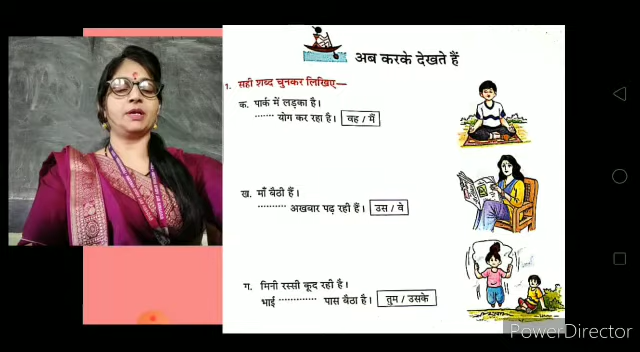 अब करके देखते हैं
1. सही शब्द चुनकर लिखिए—
क. पार्क में लड़का है।
....... योग कर रहा है। वह / मैं
ख. माँ बैठी हैं।
.......... अखबार पढ़ रही हैं। उस / वे
ग. मिनी रस्सी कूद रही है।
भाई ............. पास बैठा है। तुम / उसके
PowerDirector